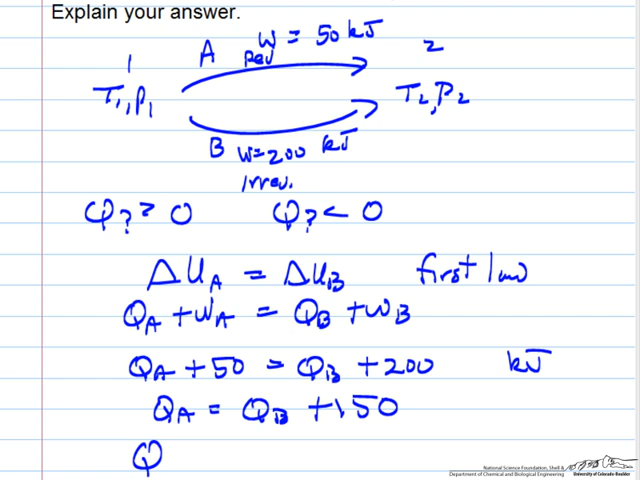 Explain your answer.
A W = 50 kJ 2
1 rev
T1, P1 T2, P2
B W=200 kJ
Irrev.
Q ? > 0 Q ? < 0
ΔUA = ΔUB first law
QA + WA = QB + WB
QA + 50 = QB + 200 kJ
QA = QB + 150
Q
National Science Foundation, Shell &
Department of Chemical and Biological Engineering University of Colorado Boulder